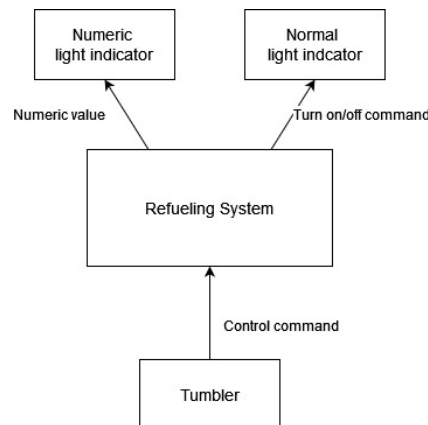 Numeric
light indicator
Normal
light indcator
Numeric value
Turn on/off command
Refueling System
Control command
Tumbler